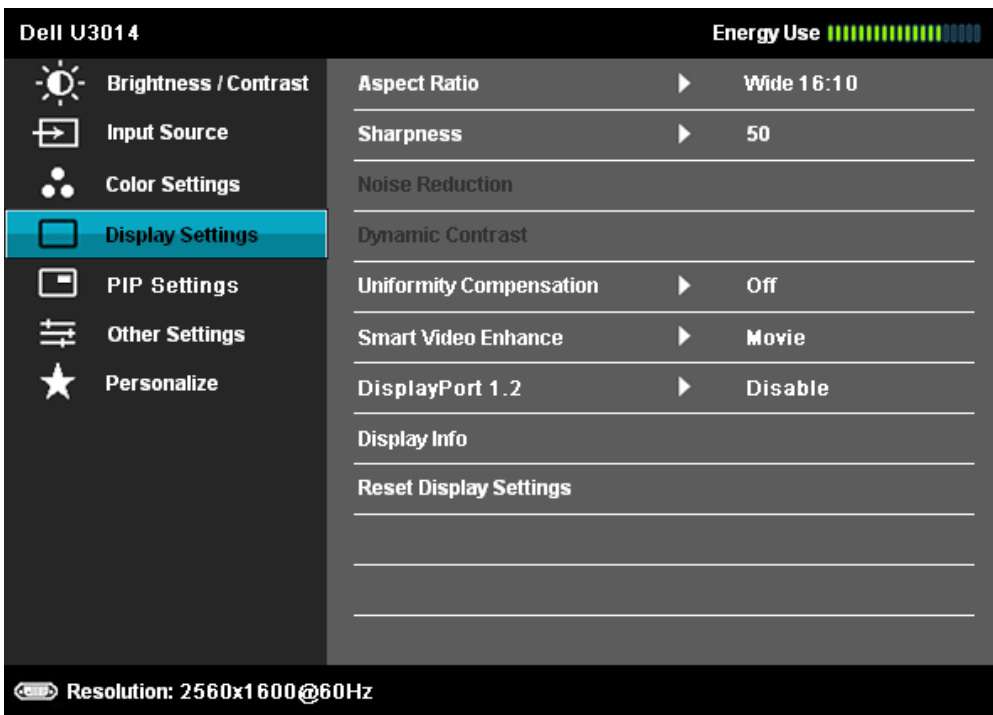 Dell U3014
Energy Use
Brightness / Contrast
Input Source
Color Settings
Display Settings
PIP Settings
Other Settings
Personalize
Aspect Ratio Wide 16:10
Sharpness 50
Noise Reduction
Dynamic Contrast
Uniformity Compensation Off
Smart Video Enhance Movie
DisplayPort 1.2 Disable
Display Info
Reset Display Settings
Resolution: 2560x1600@60Hz